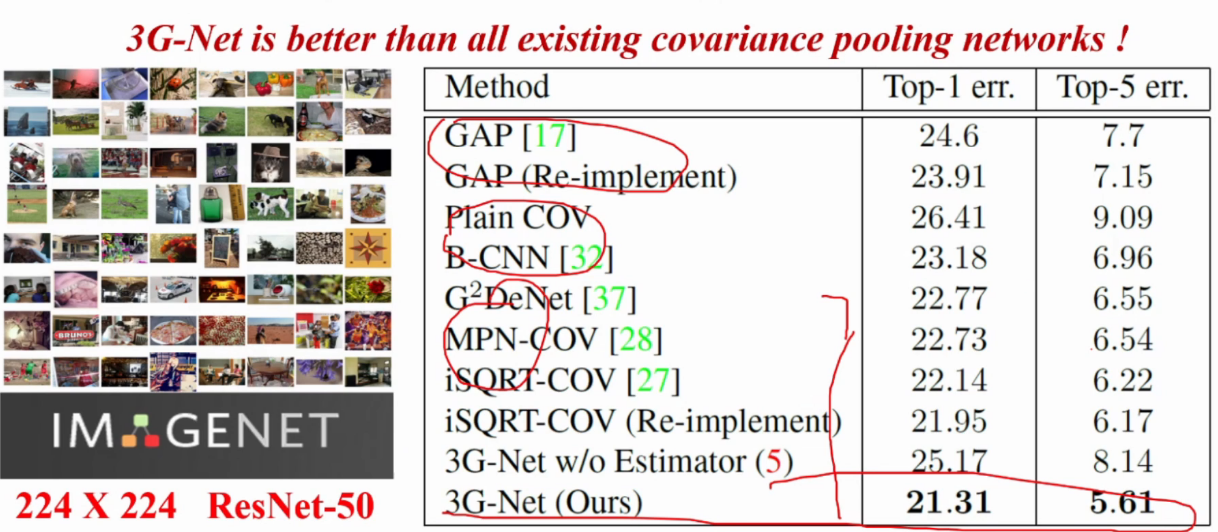 3G-Net is better than all existing covariance pooling networks !
Method Top-1 err. Top-5 err.
GAP [17] 24.6 7.7
GAP (Re-implement) 23.91 7.15
Plain COV 26.41 9.09
B-CNN [32] 23.18 6.96
G²DeNet [37] 22.77 6.55
MPN-COV [28] 22.73 6.54
iSQRT-COV [27] 22.14 6.22
iSQRT-COV (Re-implement) 21.95 6.17
3G-Net w/o Estimator (5) 25.17 8.14
3G-Net (Ours) 21.31 5.61
BRUNOS
IMAGENET
224 X 224 ResNet-50